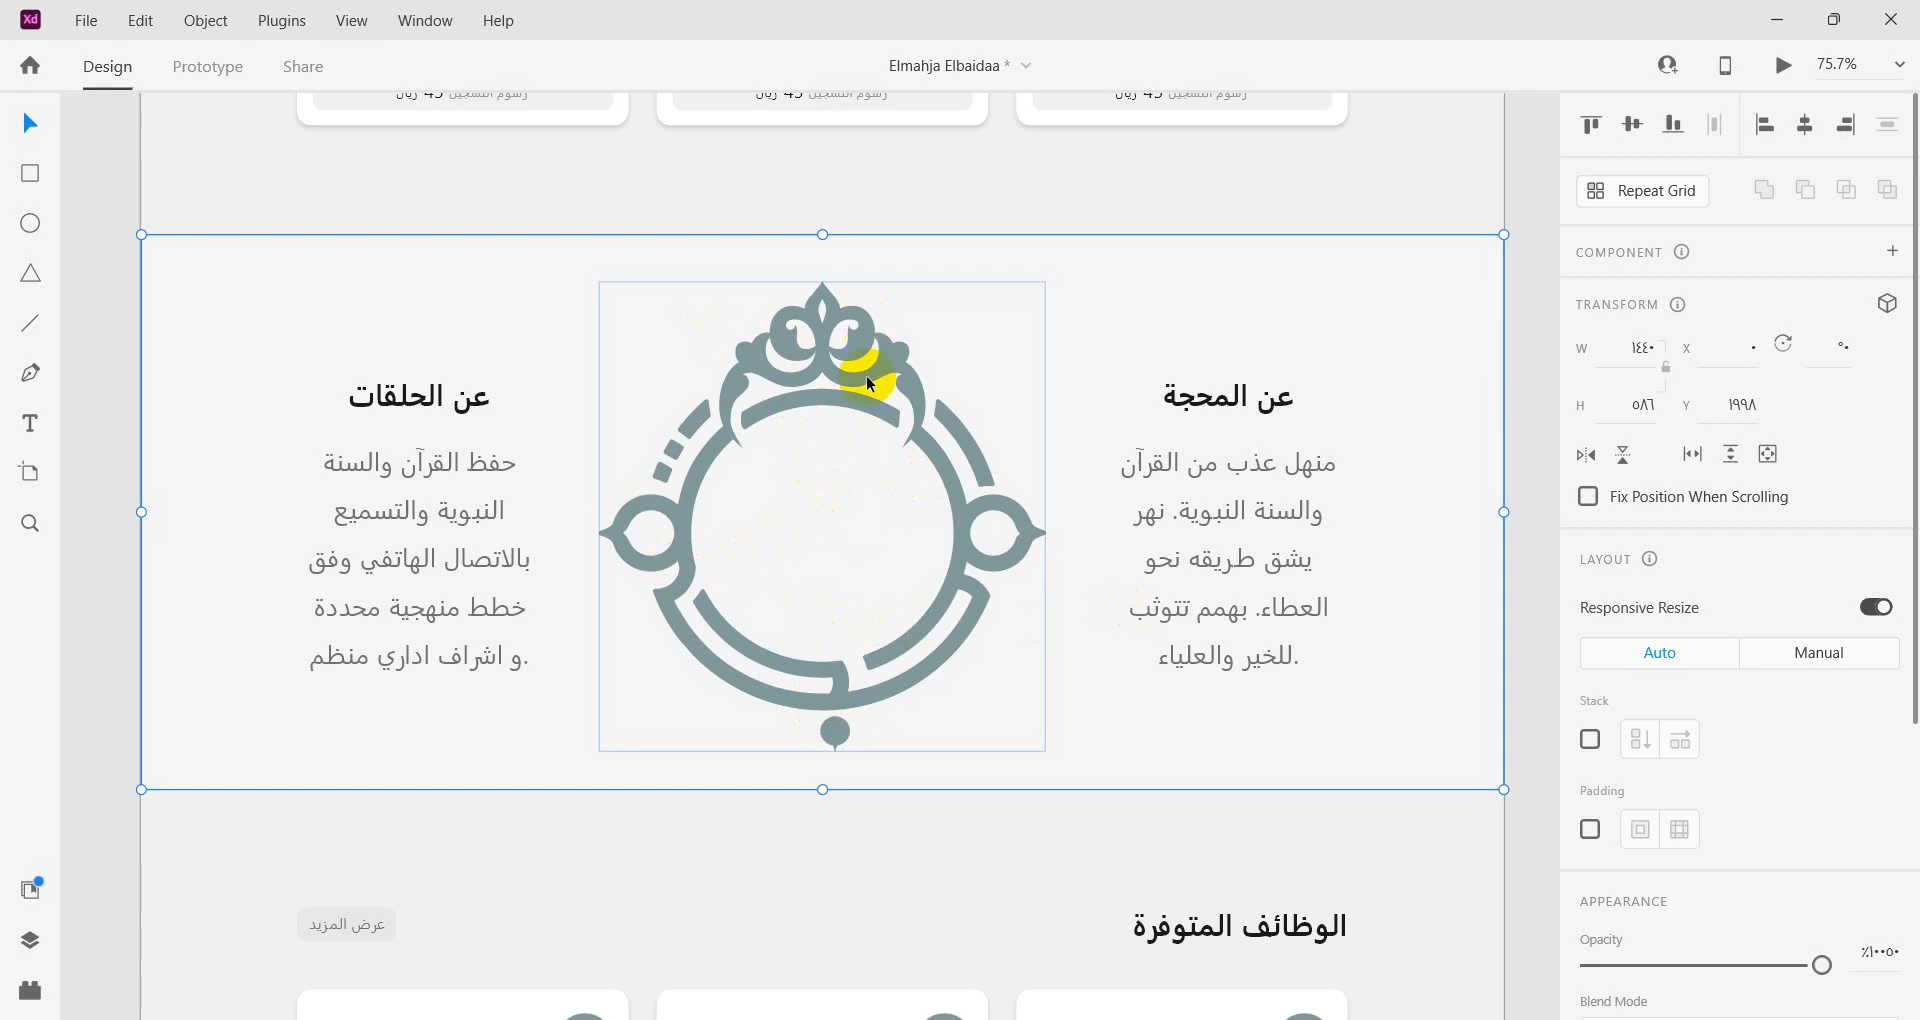 Xd File Edit Object Plugins View Window Help
Design Prototype Share
Elmahja Elbaidaa *
75.7%
رسوم التسجيل 45 ريال
رسوم التسجيل 45 ريال
رسوم التسجيل 45 ريال
عن المحجة
منهل عذب من القرآن
والسنة النبوية. نهر
يشق طريقه نحو
العطاء. بهمم تتوثب
للخير والعلياء.
عن الحلقات
حفظ القرآن والسنة
النبوية والتسميع
بالاتصال الهاتفي وفق
خطط منهجية محددة
و اشراف اداري منظم.
الوظائف المتوفرة
عرض المزيد
Repeat Grid
COMPONENT
TRANSFORM
W ١٤٤٠ X ٠ ٠°
H ٥٨٦ Y ١٩٩٨
Fix Position When Scrolling
LAYOUT
Responsive Resize
Auto Manual
Stack
Padding
APPEARANCE
Opacity
Blend Mode